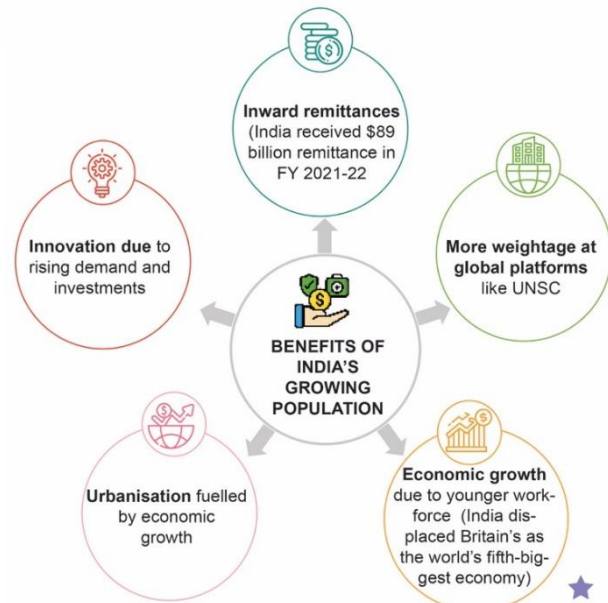 Inward remittances
(India received $89
billion remittance in
FY 2021-22
Innovation due to
rising demand and
investments
More weightage at
global platforms
like UNSC
BENEFITS OF
INDIA'S
GROWING
POPULATION
Urbanisation fuelled
by economic
growth
Economic growth
due to younger work-
force (India dis-
placed Britain's as
the world's fifth-big-
gest economy)